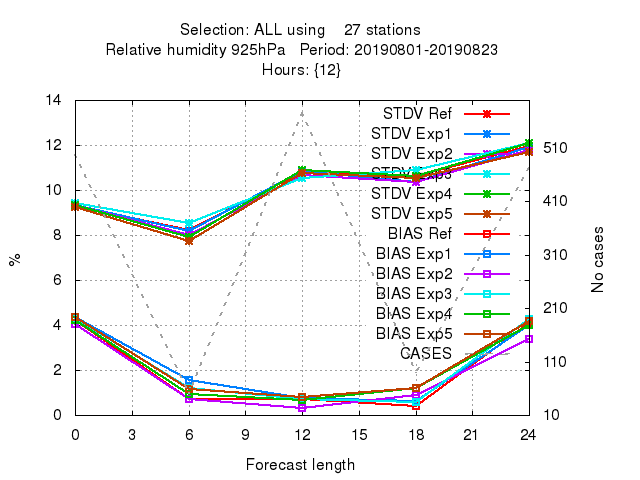 Selection: ALL using    27 stations
Relative humidity 925hPa   Period: 20190801-20190823
Hours: {12}
14
12
10
8
6
4
2
0
%
STDV Ref
STDV Exp1
STDV Exp2
STDV Exp3
STDV Exp4
STDV Exp5
BIAS Ref
BIAS Exp1
BIAS Exp2
BIAS Exp3
BIAS Exp4
BIAS Exp5
CASES
510
410
310
210
110
10
No cases
0 3 6 9 12 15 18 21 24
Forecast length